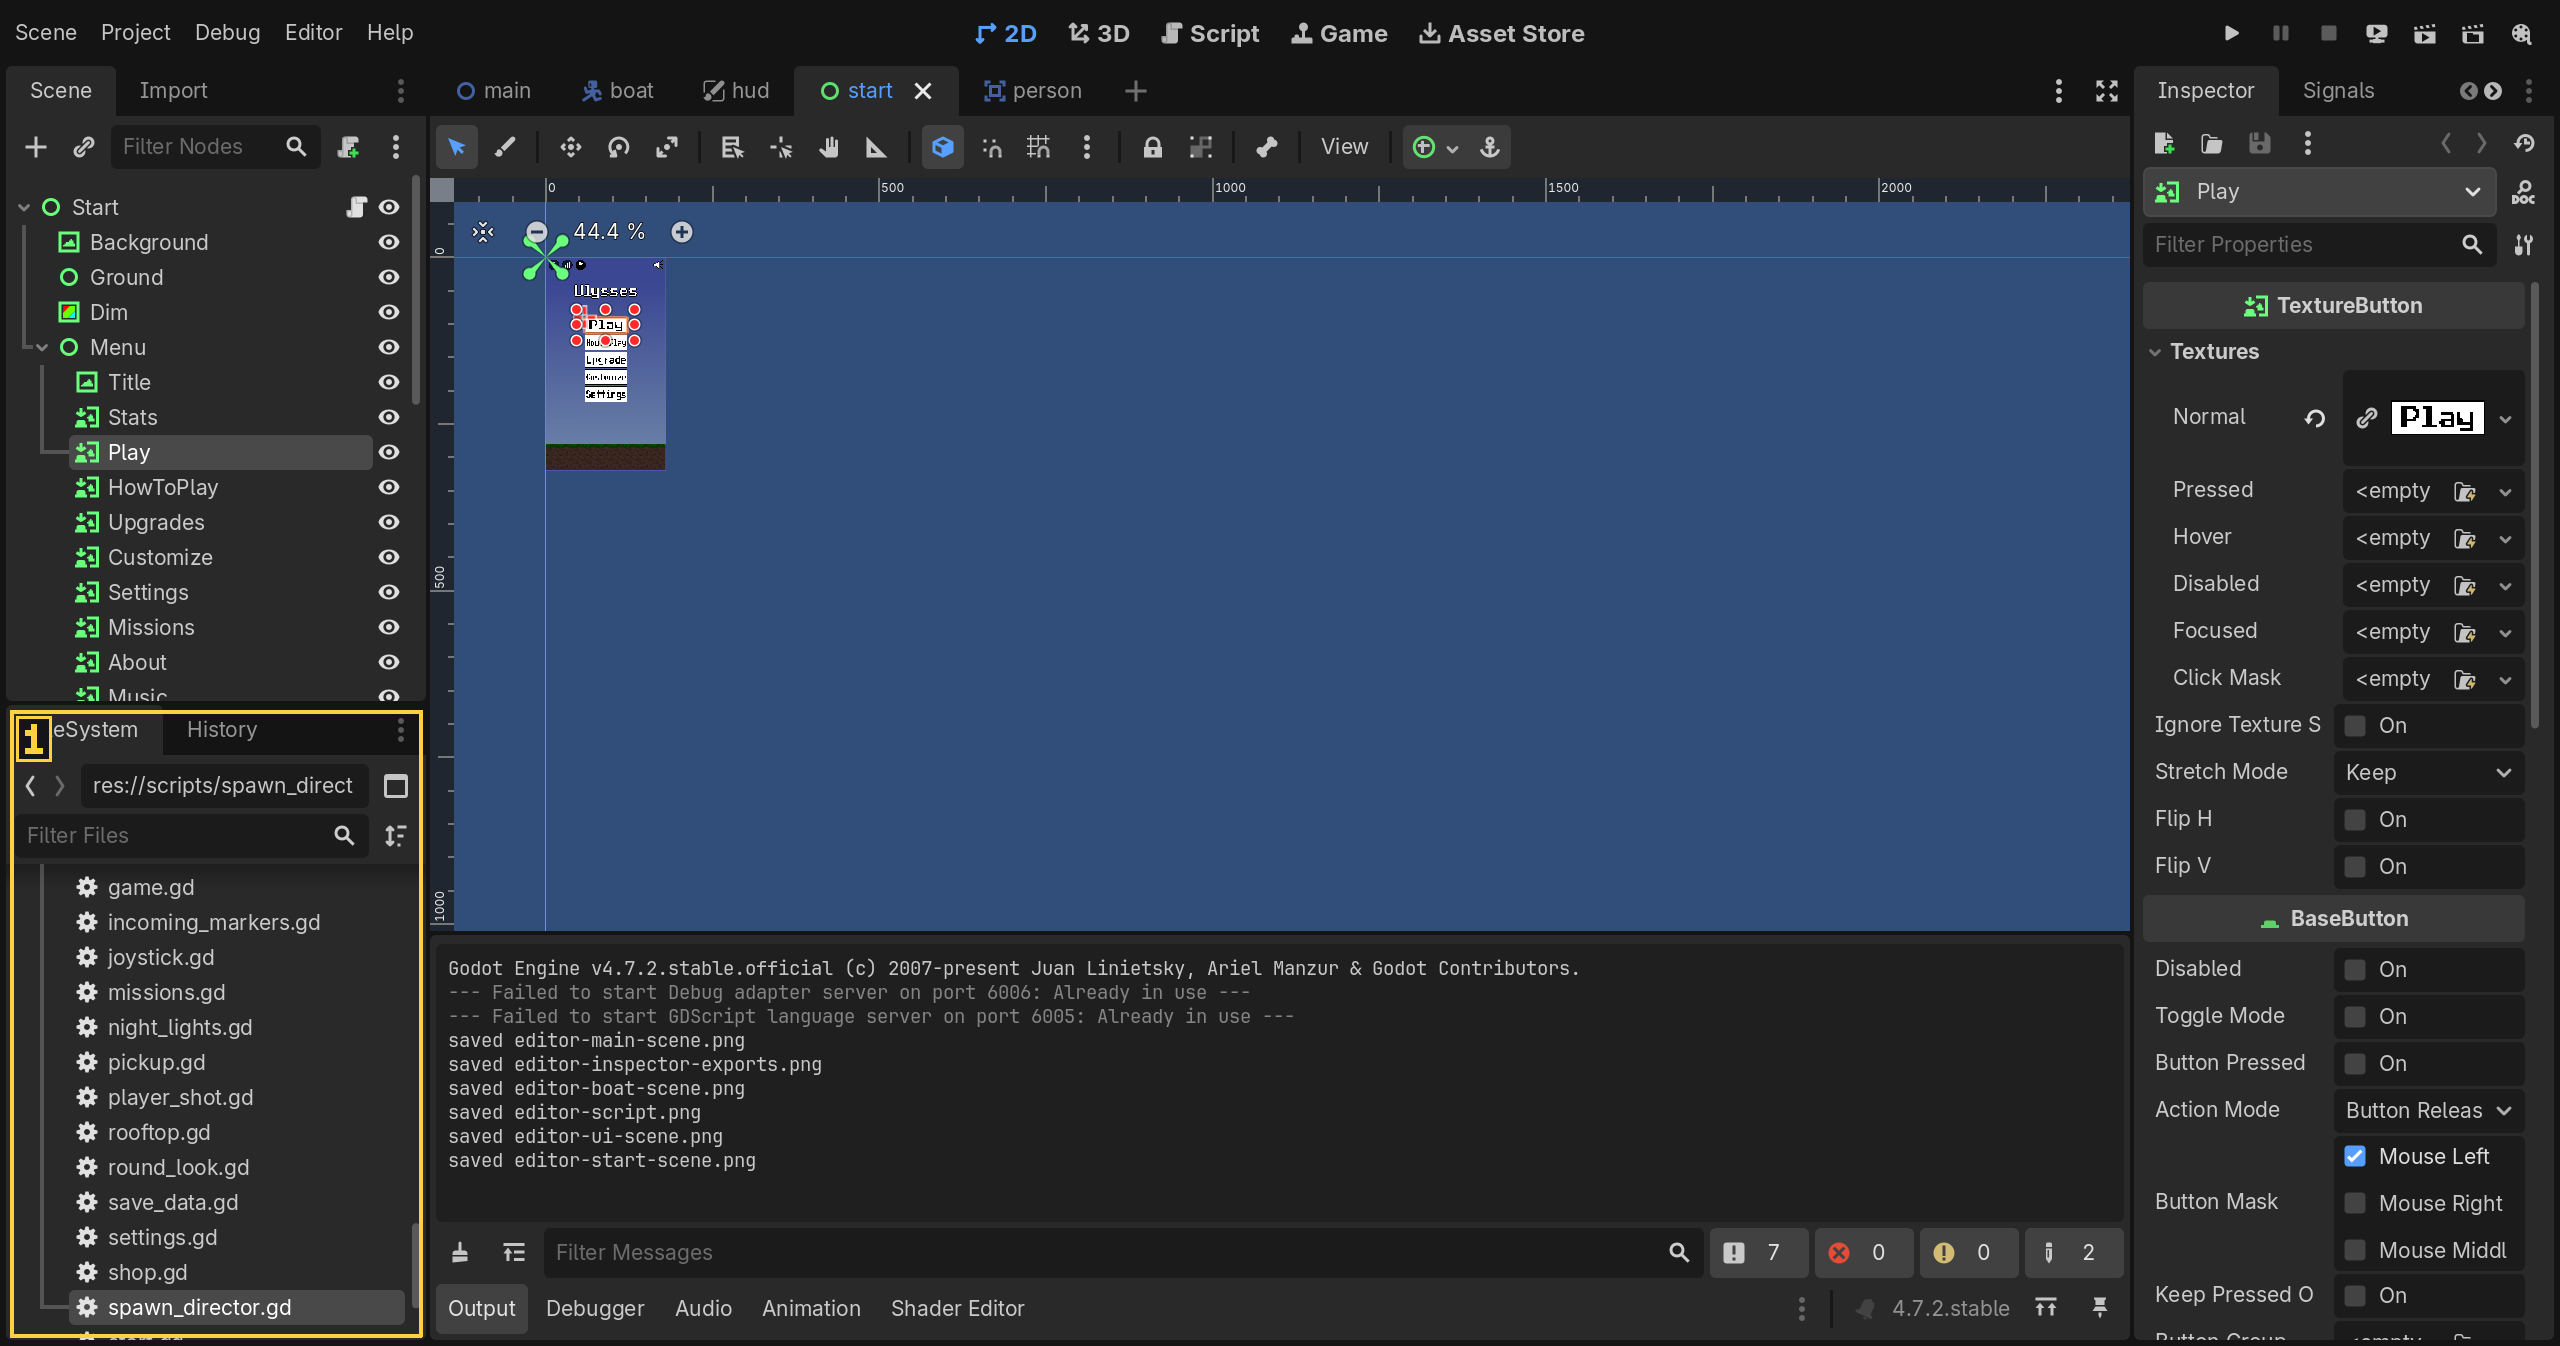 Scene Project Debug Editor Help
2D 3D Script Game Asset Store
Scene Import
main boat hud start person
Inspector Signals
Filter Nodes
View
Play
Filter Properties
Start
Background
Ground
Dim
Menu
Title
Stats
Play
HowToPlay
Upgrades
Customize
Settings
Missions
About
Music
0 500 1000 1500 2000
0
500
1000
44.4 %
Ulysses
Play
Upgrade
Customize
Settings
1
eSystem History
res://scripts/spawn_direct
Filter Files
game.gd
incoming_markers.gd
joystick.gd
missions.gd
night_lights.gd
pickup.gd
player_shot.gd
rooftop.gd
round_look.gd
save_data.gd
settings.gd
shop.gd
spawn_director.gd
Godot Engine v4.7.2.stable.official (c) 2007-present Juan Linietsky, Ariel Manzur & Godot Contributors.
--- Failed to start Debug adapter server on port 6006: Already in use ---
--- Failed to start GDScript language server on port 6005: Already in use ---
saved editor-main-scene.png
saved editor-inspector-exports.png
saved editor-boat-scene.png
saved editor-script.png
saved editor-ui-scene.png
saved editor-start-scene.png
Filter Messages 7 0 0 2
Output Debugger Audio Animation Shader Editor 4.7.2.stable
DOC
TextureButton
Textures
Normal Play
Pressed <empty
Hover <empty
Disabled <empty
Focused <empty
Click Mask <empty
Ignore Texture S On
Stretch Mode Keep
Flip H On
Flip V On
BaseButton
Disabled On
Toggle Mode On
Button Pressed On
Action Mode Button Releas
Mouse Left
Button Mask Mouse Right
Mouse Middl
Keep Pressed O On